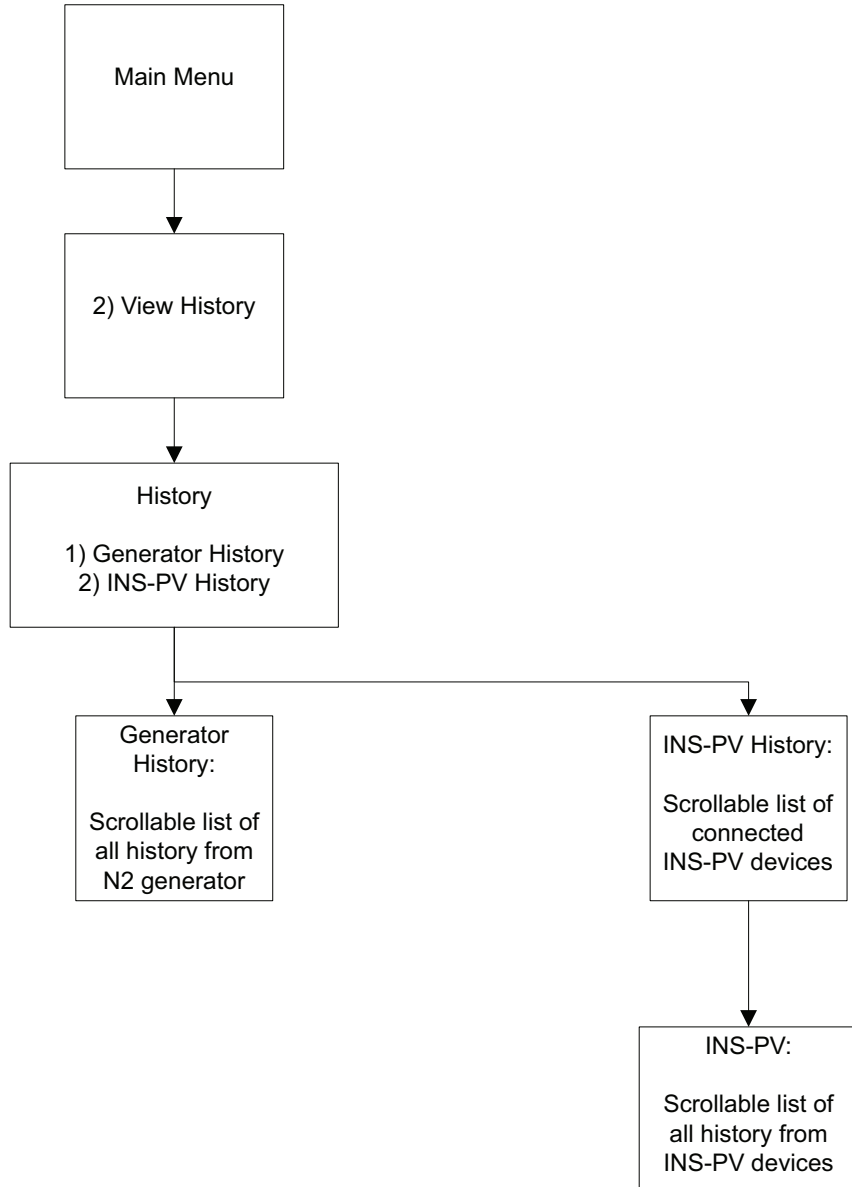 Main Menu
2) View History
History
1) Generator History
2) INS-PV History
Generator
History:
Scrollable list of
all history from
N2 generator
INS-PV History:
Scrollable list of
connected
INS-PV devices
INS-PV:
Scrollable list of
all history from
INS-PV devices